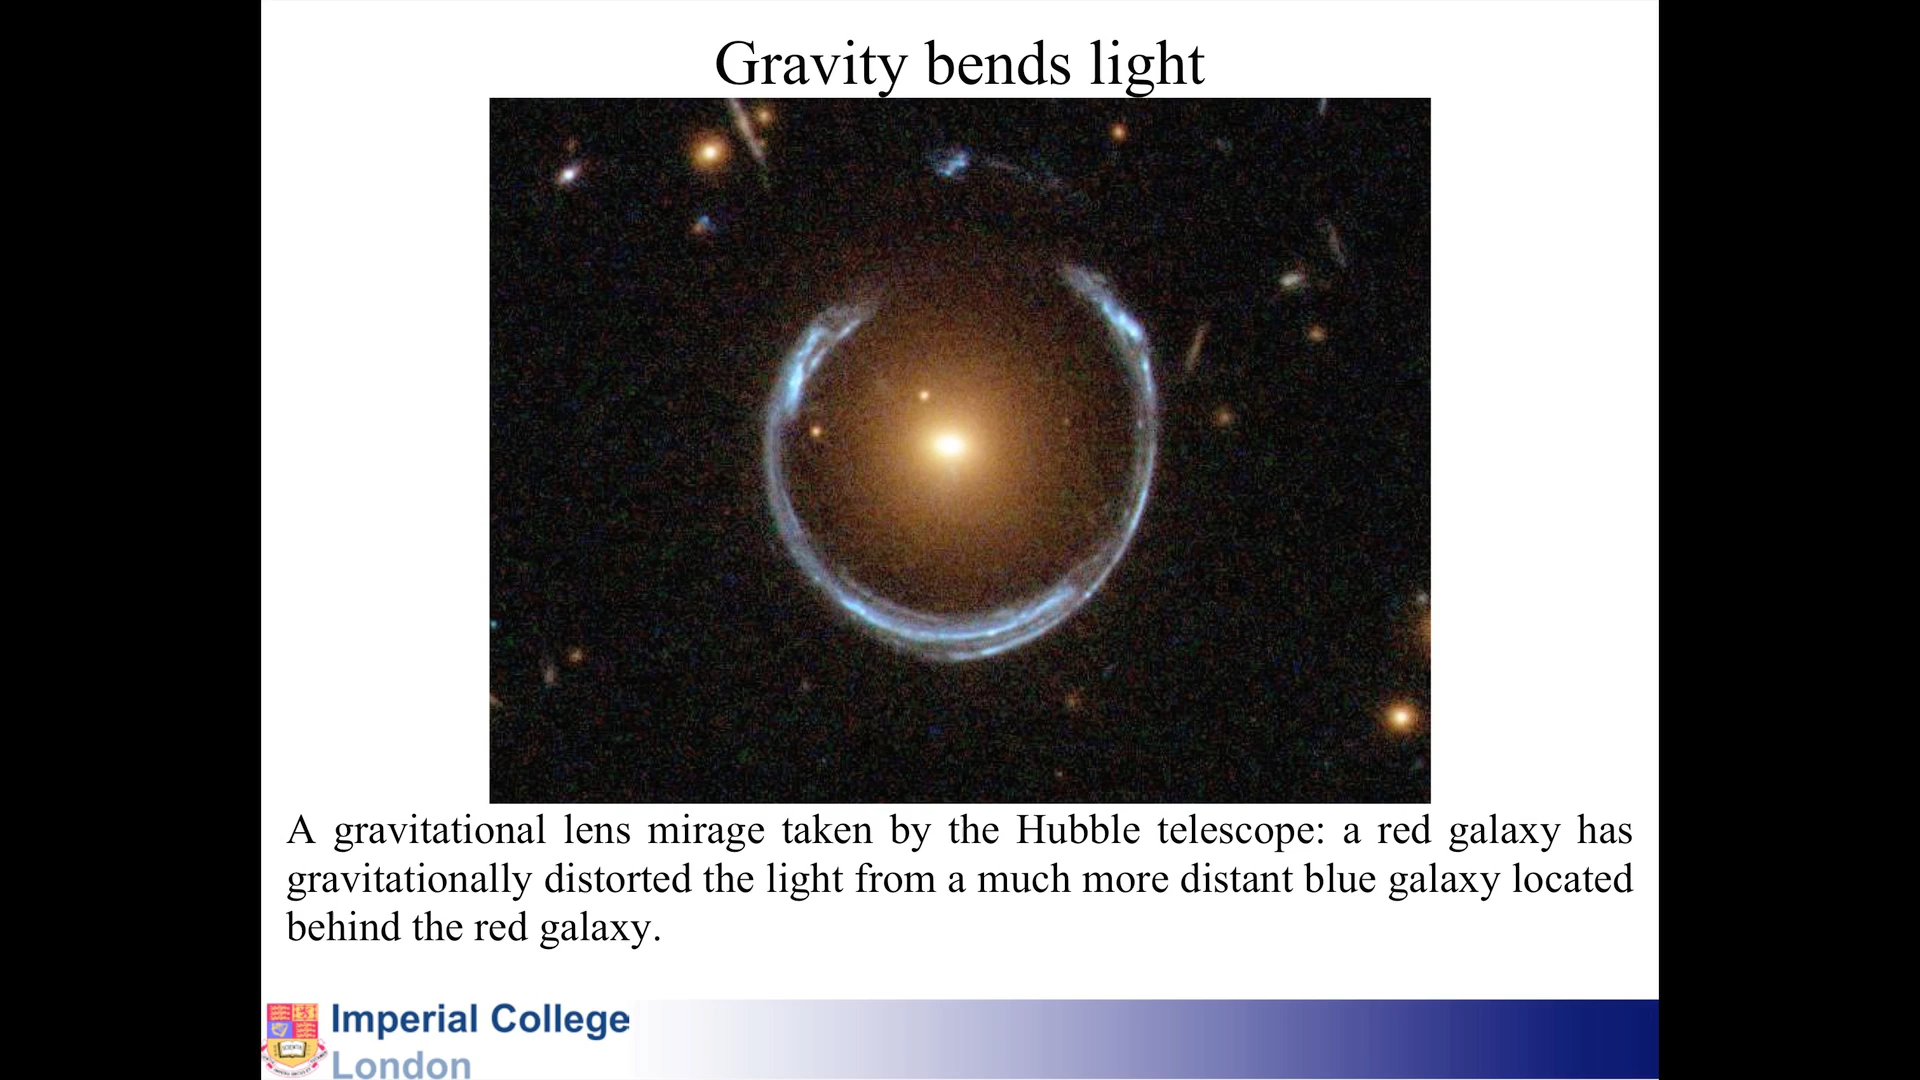 Gravity bends light
A gravitational lens mirage taken by the Hubble telescope: a red galaxy has
gravitationally distorted the light from a much more distant blue galaxy located
behind the red galaxy.
Imperial College
London